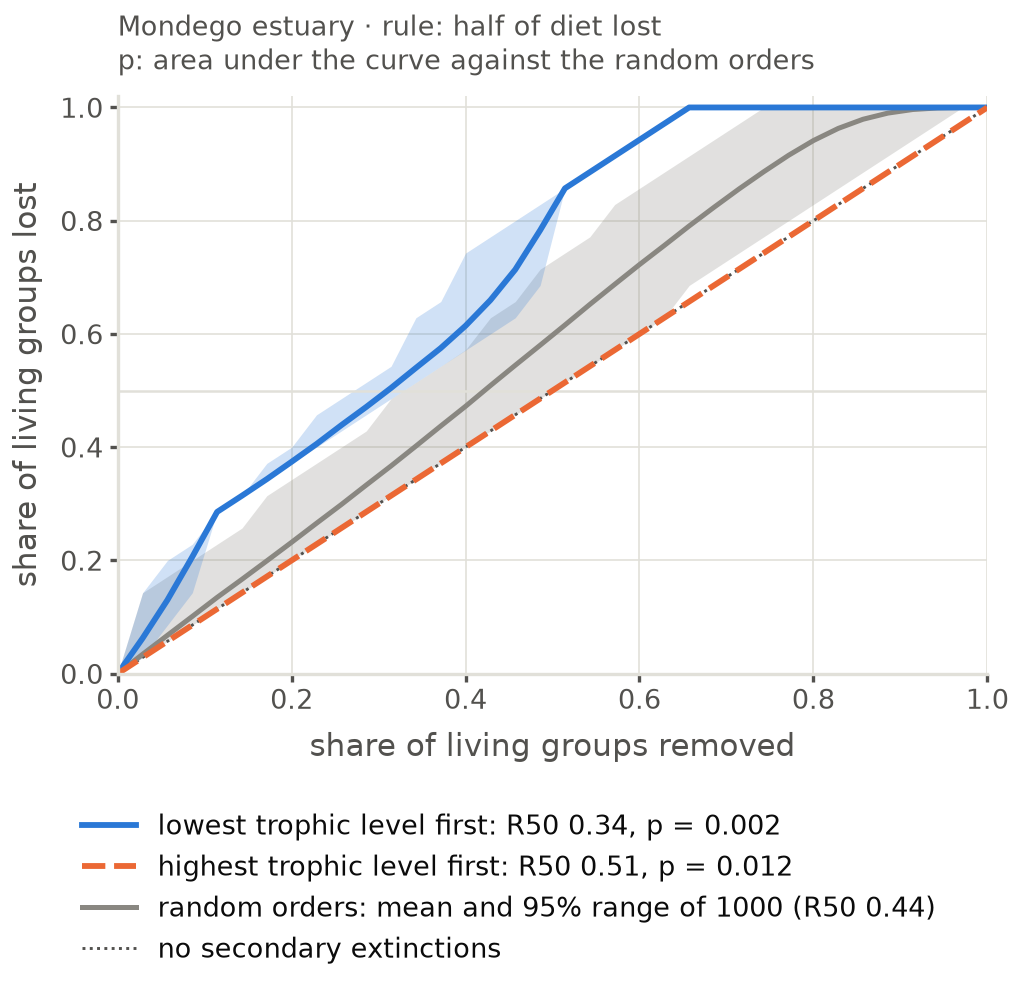 Mondego estuary · rule: half of diet lost
p: area under the curve against the random orders
share of living groups lost
1.0
0.8
0.6
0.4
0.2
0.0
0.0 0.2 0.4 0.6 0.8 1.0
share of living groups removed
lowest trophic level first: R50 0.34, p = 0.002
highest trophic level first: R50 0.51, p = 0.012
random orders: mean and 95% range of 1000 (R50 0.44)
no secondary extinctions